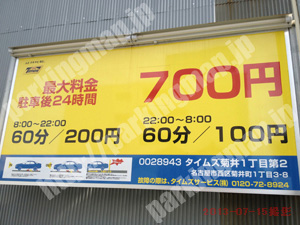 最大料金
駐車後24時間
700円
8:00～22:00
60分/200円
22:00～8:00
60分/100円
0028943 タイムズ菊井1丁目第2
名古屋市西区菊井町1丁目3-8
故障の際は、タイムズサービス(株) 0120-72-8924